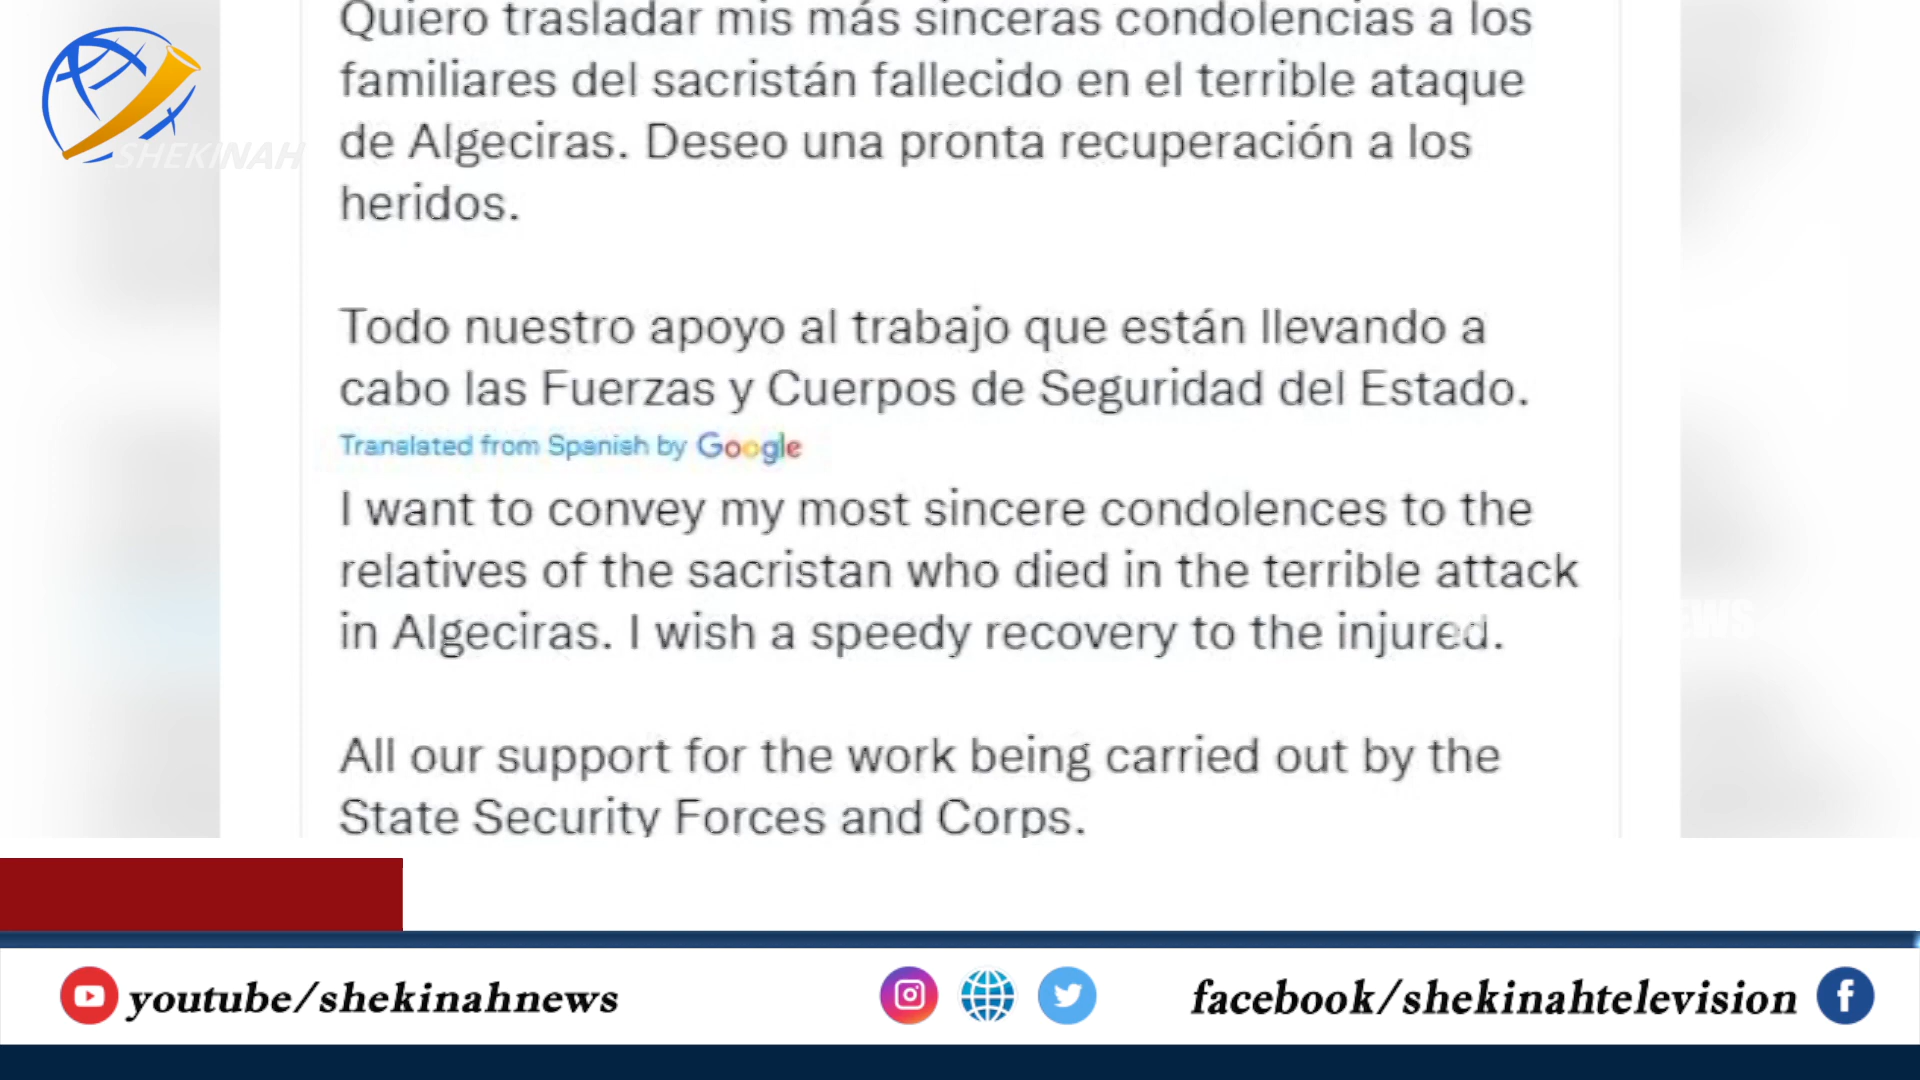 SHEKINAH
Quiero trasladar mis más sinceras condolencias a los
familiares del sacristán fallecido en el terrible ataque
de Algeciras. Deseo una pronta recuperación a los
heridos.
Todo nuestro apoyo al trabajo que están llevando a
cabo las Fuerzas y Cuerpos de Seguridad del Estado.
Translated from Spanish by Google
I want to convey my most sincere condolences to the
relatives of the sacristan who died in the terrible attack
in Algeciras. I wish a speedy recovery to the injured.
NEWS
All our support for the work being carried out by the
State Security Forces and Corps.
youtube/shekinahnews
facebook/shekinahtelevision